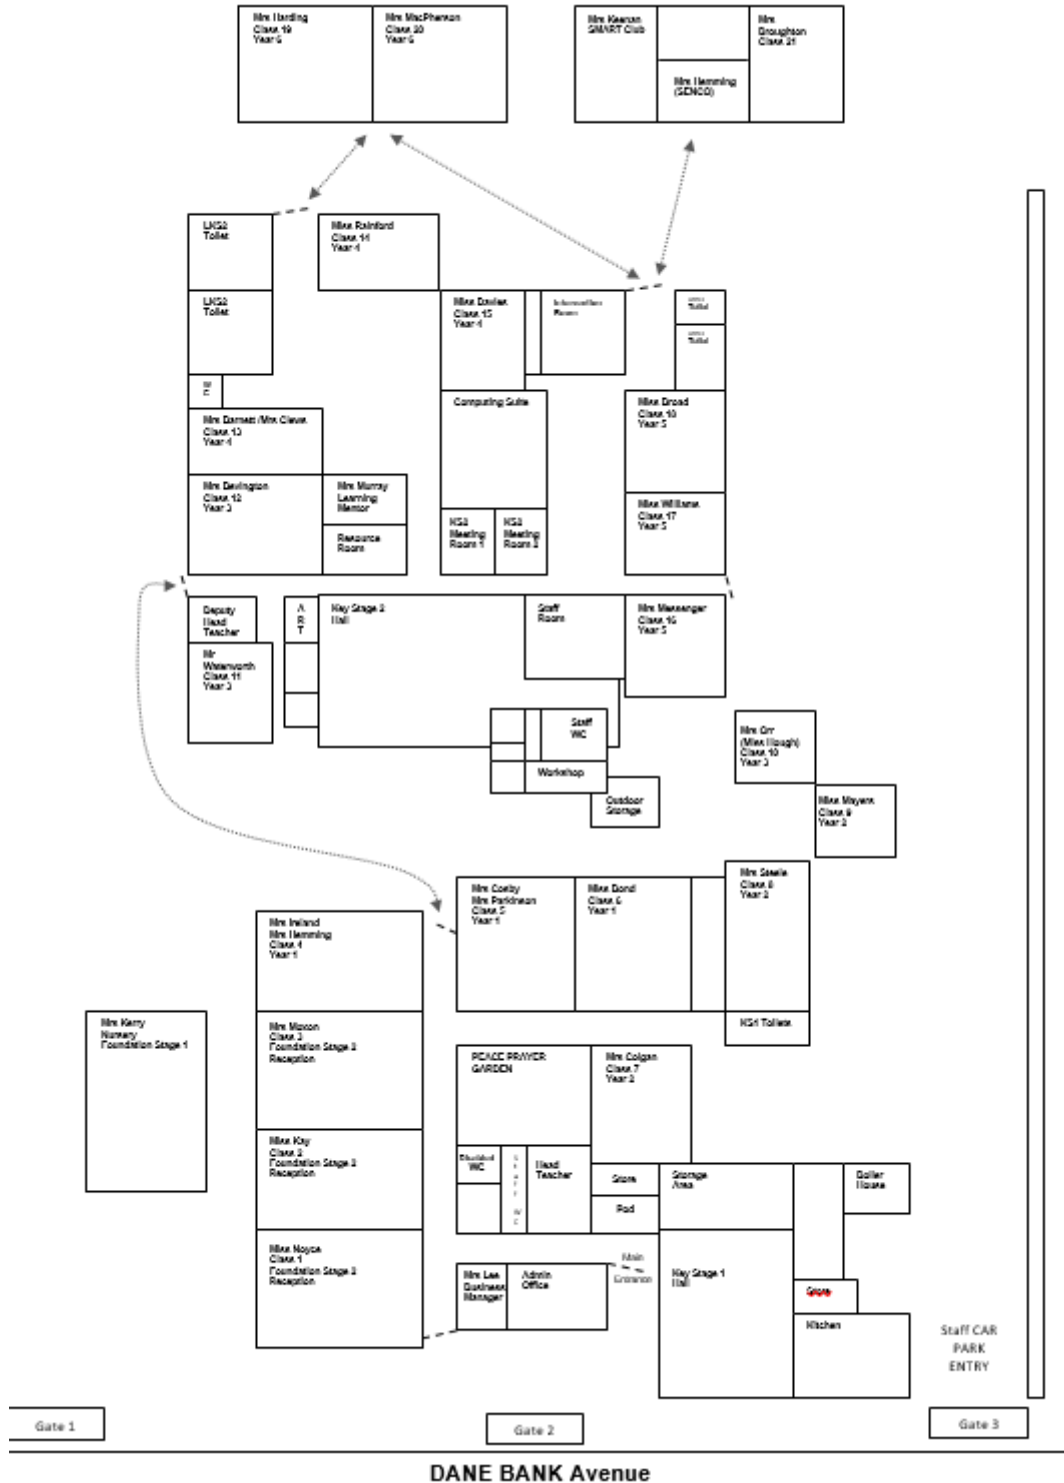 Mrs Harding
Class 19
Year 6
Mrs MacPherson
Class 20
Year 6
Mrs Keenan
SMART Club
Mrs Hemming
(SENCO)
Mrs
Broughton
Class 21
LKS2
Toilet
Miss Rainford
Class 14
Year 4
LKS2
Toilet
Miss Davies
Class 15
Year 4
Intervention
Room
Toilet
Toilet
WC
Mrs Barnett /Mrs Clews
Class 13
Year 4
Computing Suite
Miss Broad
Class 18
Year 5
Mrs Bevington
Class 12
Year 3
Mrs Murray
Learning
Mentor
Resource
Room
KS2
Meeting
Room 1
KS2
Meeting
Room 2
Miss Williams
Class 17
Year 5
Deputy
Head
Teacher
ART
Key Stage 2
Hall
Staff
Room
Mrs Messenger
Class 16
Year 5
Mr
Waterworth
Class 11
Year 3
Staff
WC
Workshop
Outdoor
Storage
Mrs Orr
(Miss Hough)
Class 10
Year 3
Miss Mayers
Class 9
Year 2
Mrs Cosby
Mrs Parkinson
Class 5
Year 1
Miss Bond
Class 6
Year 1
Mrs Steele
Class 8
Year 2
KS1 Toilets
Mrs Ireland
Mrs Hemming
Class 4
Year 1
Mrs Kerry
Nursery
Foundation Stage 1
Mrs Moxon
Class 3
Foundation Stage 2
Reception
PEACE PRAYER
GARDEN
Mrs Colgan
Class 7
Year 2
Miss Kay
Class 2
Foundation Stage 2
Reception
Disabled
WC
STAFF WC
Head
Teacher
Store
Pod
Storage
Area
Boiler
House
Miss Noyce
Class 1
Foundation Stage 2
Reception
Mrs Lee
Business
Manager
Admin
Office
Main
Entrance
Key Stage 1
Hall
Store
Kitchen
Staff CAR
PARK
ENTRY
Gate 1
Gate 2
Gate 3
DANE BANK Avenue